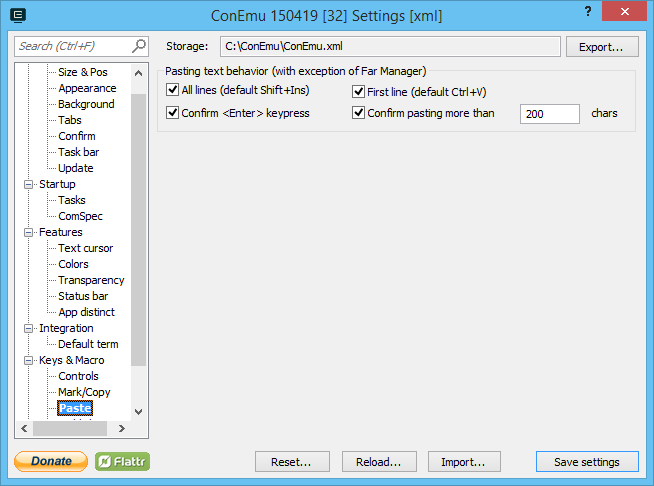 ConEmu 150419 [32] Settings [xml]
?
Search (Ctrl+F)
Storage:
C:\ConEmu\ConEmu.xml
Export...
Size & Pos
Appearance
Background
Tabs
Confirm
Task bar
Update
Startup
Tasks
ComSpec
Features
Text cursor
Colors
Transparency
Status bar
App distinct
Integration
Default term
Keys & Macro
Controls
Mark/Copy
Paste
Pasting text behavior (with exception of Far Manager)
All lines (default Shift+Ins)
First line (default Ctrl+V)
Confirm <Enter> keypress
Confirm pasting more than
200
chars
Donate
Flattr
Reset...
Reload...
Import...
Save settings